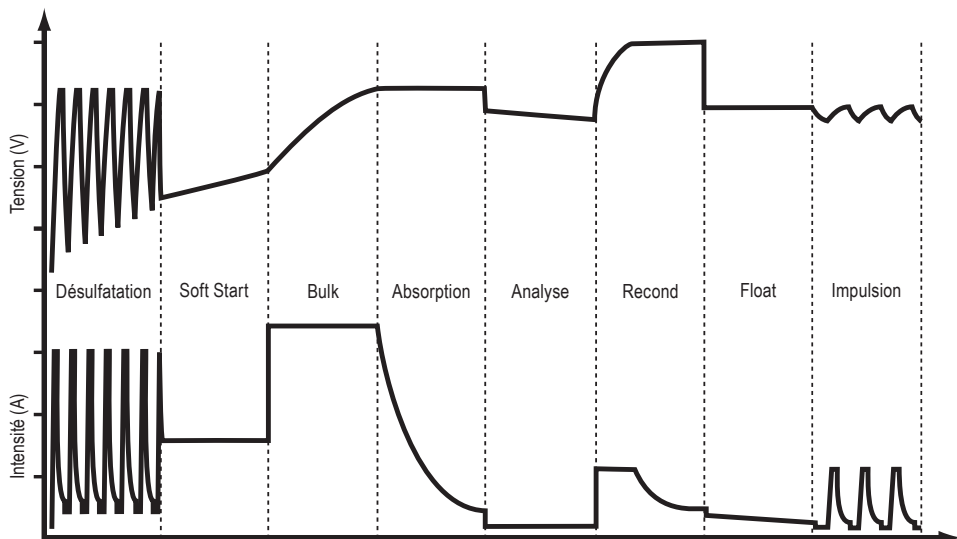 Tension (V)
Désulfatation
Soft Start
Bulk
Absorption
Analyse
Recond
Float
Impulsion
Intensité (A)